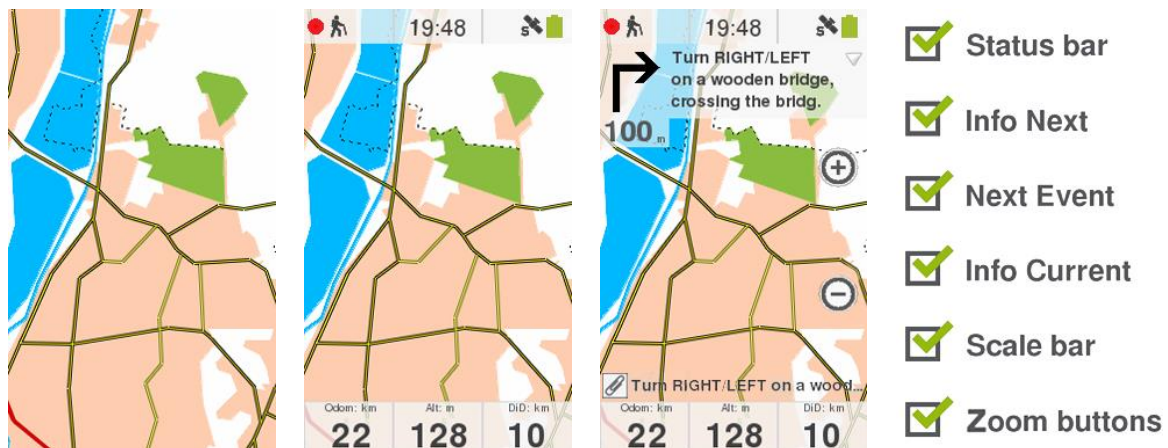 19:48
S
Odom: km
Alt: m
DiD: km
22
128
10
19:48
S
Turn RIGHT/LEFT
on a wooden bridge,
crossing the bridg.
100 m
Turn RIGHT/LEFT on a wood...
Odom: km
Alt: m
DiD: km
22
128
10
Status bar
Info Next
Next Event
Info Current
Scale bar
Zoom buttons